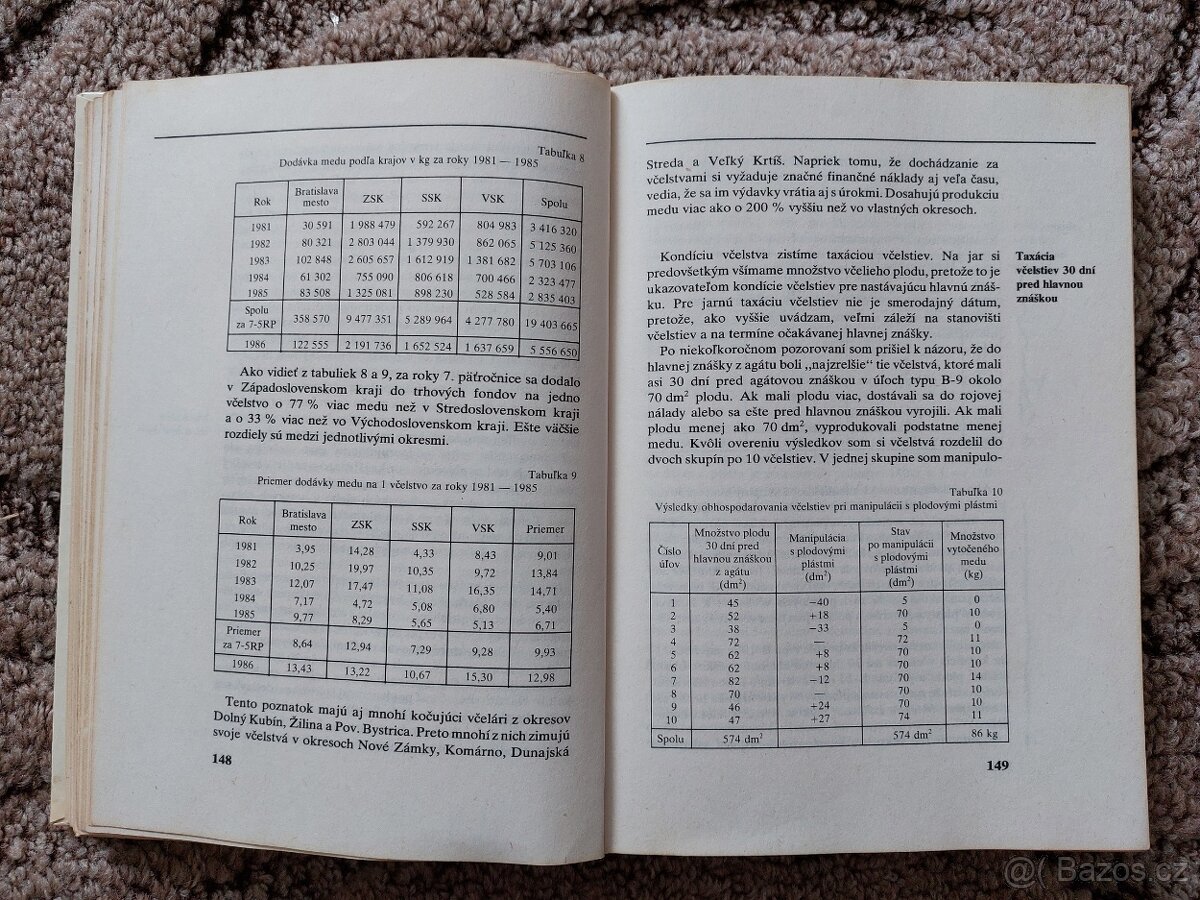 Tabuľka 8
Dodávka medu podľa krajov v kg za roky 1981 — 1985
Rok Bratislava mesto ZSK SSK VSK Spolu
1981 30 591 1 988 479 592 267 804 983 3 416 320
1982 80 321 2 803 044 1 379 930 862 065 5 125 360
1983 102 848 2 605 657 1 612 919 1 381 682 5 703 106
1984 61 302 755 090 806 618 700 466 2 323 477
1985 83 508 1 325 081 898 230 528 584 2 835 403
Spolu za 7-5RP 358 570 9 477 351 5 289 964 4 277 780 19 403 665
1986 122 555 2 191 736 1 652 524 1 637 659 5 556 650
Ako vidieť z tabuliek 8 a 9, za roky 7. päťročnice sa dodalo
v Západoslovenskom kraji do trhových fondov na jedno
včelstvo o 77 % viac medu než v Stredoslovenskom kraji
a o 33 % viac než vo Východoslovenskom kraji. Ešte väčšie
rozdiely sú medzi jednotlivými okresmi.
Tabuľka 9
Priemer dodávky medu na 1 včelstvo za roky 1981 — 1985
Rok Bratislava mesto ZSK SSK VSK Priemer
1981 3,95 14,28 4,33 8,43 9,01
1982 10,25 19,97 10,35 9,72 13,84
1983 12,07 17,47 11,08 16,35 14,71
1984 7,17 4,72 5,08 6,80 5,40
1985 9,77 8,29 5,65 5,13 6,71
Priemer za 7-5RP 8,64 12,94 7,29 9,28 9,93
1986 13,43 13,22 10,67 15,30 12,98
Tento poznatok majú aj mnohí kočujúci včelári z okresov
Dolný Kubín, Žilina a Pov. Bystrica. Preto mnohí z nich zimujú
svoje včelstvá v okresoch Nové Zámky, Komárno, Dunajská
148
Streda a Veľký Krtíš. Napriek tomu, že dochádzanie za
včelstvami si vyžaduje značné finančné náklady aj veľa času,
vedia, že sa im výdavky vrátia aj s úrokmi. Dosahujú produkciu
medu viac ako o 200 % vyššiu než vo vlastných okresoch.
Kondíciu včelstva zistíme taxáciou včelstiev. Na jar si
predovšetkým všímame množstvo včelieho plodu, pretože to je
ukazovateľom kondície včelstiev pre nastávajúcu hlavnú znáš-
ku. Pre jarnú taxáciu včelstiev nie je smerodajný dátum,
pretože, ako vyššie uvádzam, veľmi záleží na stanovišti
včelstiev a na termíne očakávanej hlavnej znášky.
Taxácia
včelstiev 30 dní
pred hlavnou
znáškou
Po niekoľkoročnom pozorovaní som prišiel k názoru, že do
hlavnej znášky z agátu boli „najzrelšie“ tie včelstvá, ktoré mali
asi 30 dní pred agátovou znáškou v úľoch typu B-9 okolo
70 dm² plodu. Ak mali plodu viac, dostávali sa do rojovej
nálady alebo sa ešte pred hlavnou znáškou vyrojili. Ak mali
plodu menej ako 70 dm², vyprodukovali podstatne menej
medu. Kvôli overeniu výsledkov som si včelstvá rozdelil do
dvoch skupín po 10 včelstiev. V jednej skupine som manipulo-
Tabuľka 10
Výsledky obhospodarovania včelstiev pri manipulácii s plodovými plástmi
Číslo úľov Množstvo plodu 30 dní pred hlavnou znáškou z agátu (dm²) Manipulácia s plodovými plástmi (dm²) Stav po manipulácii s plodovými plástmi (dm²) Množstvo vytočeného medu (kg)
1 45 −40 5 0
2 52 +18 70 10
3 38 −33 5 0
4 72 — 72 11
5 62 +8 70 10
6 62 +8 70 10
7 82 −12 70 14
8 70 — 70 10
9 46 +24 70 10
10 47 +27 74 11
Spolu 574 dm² 574 dm² 86 kg
149
@( Bazos.cz